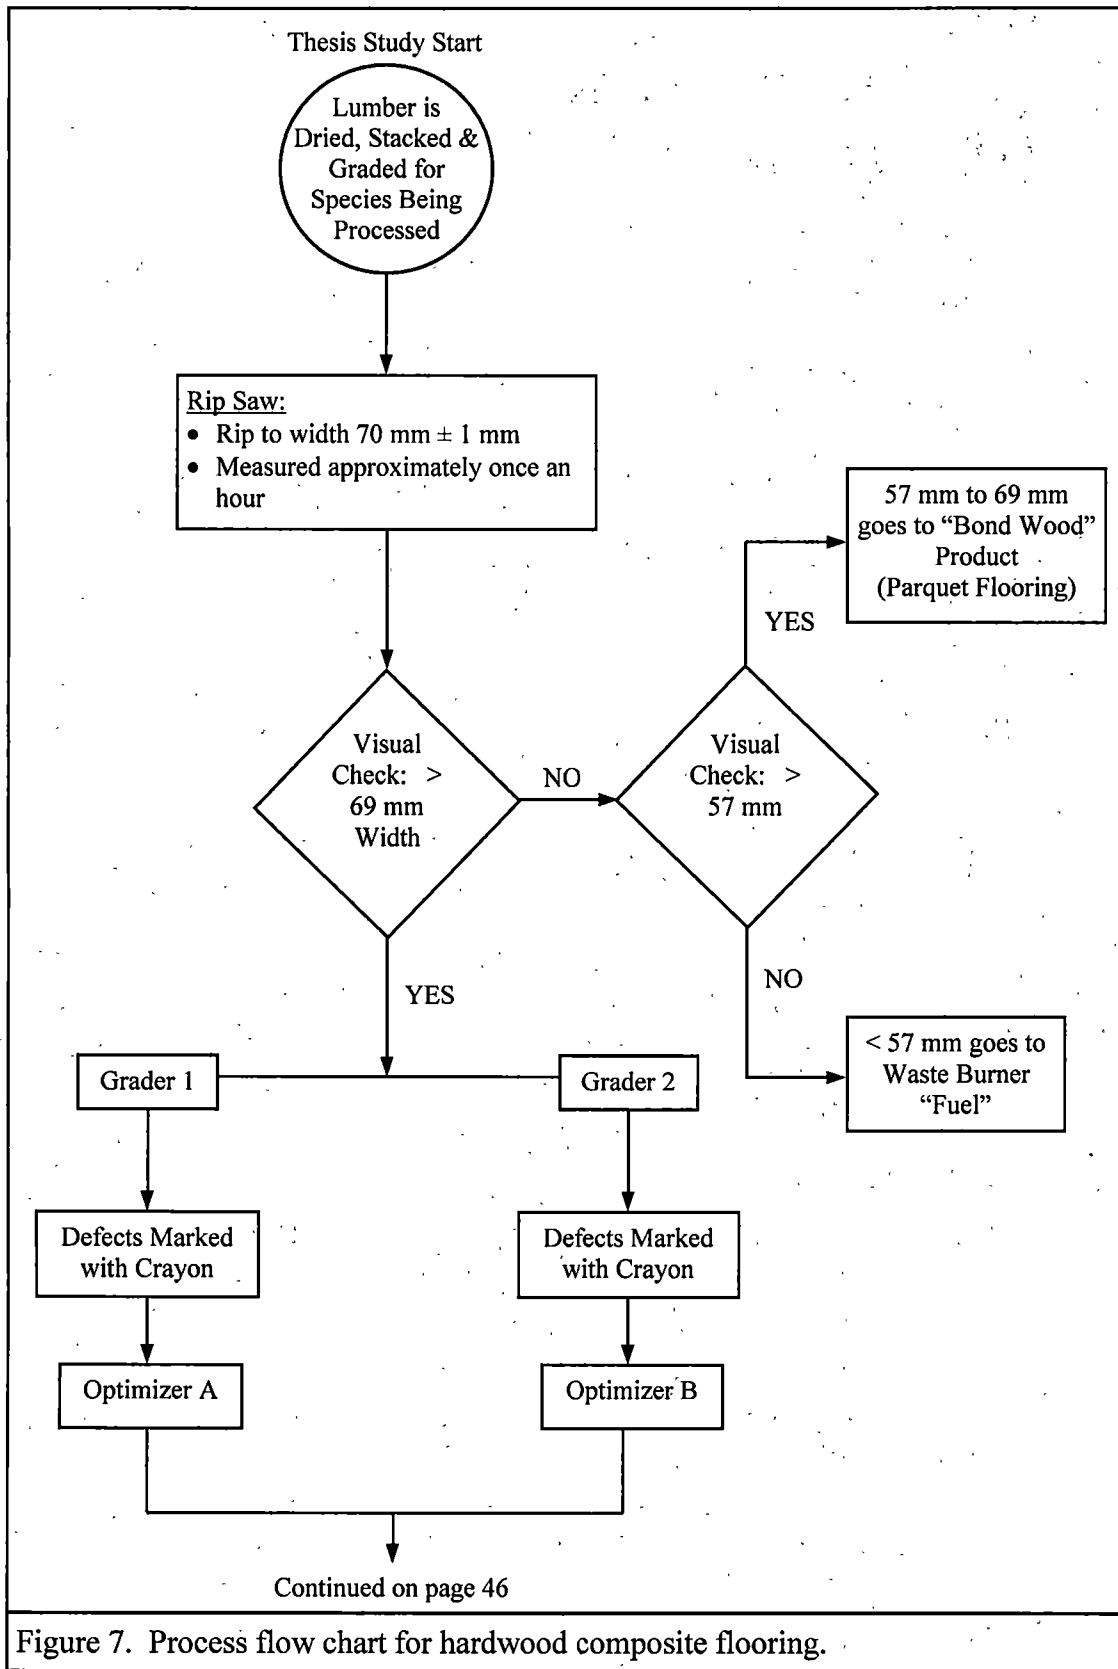 Thesis Study Start
Lumber is
Dried, Stacked &
Graded for
Species Being
Processed
Rip Saw:
• Rip to width 70 mm ± 1 mm
• Measured approximately once an
hour
57 mm to 69 mm
goes to “Bond Wood”
Product
(Parquet Flooring)
YES
Visual
Check: >
69 mm
Width
NO
Visual
Check: >
57 mm
YES
NO
< 57 mm goes to
Waste Burner
“Fuel”
Grader 1
Grader 2
Defects Marked
with Crayon
Defects Marked
with Crayon
Optimizer A
Optimizer B
Continued on page 46
Figure 7. Process flow chart for hardwood composite flooring.